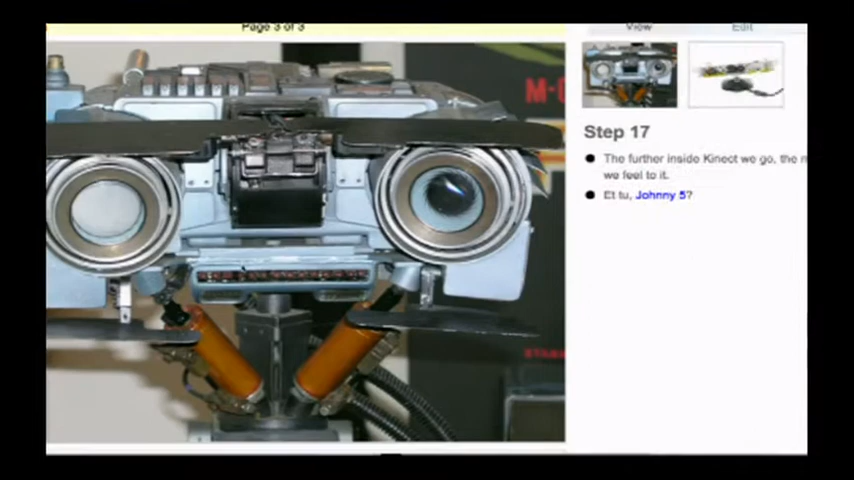 Page 3 of 3
View
Edit
M-
Step 17
The further inside Kinect we go, the
we feel to it.
Et tu, Johnny 5?